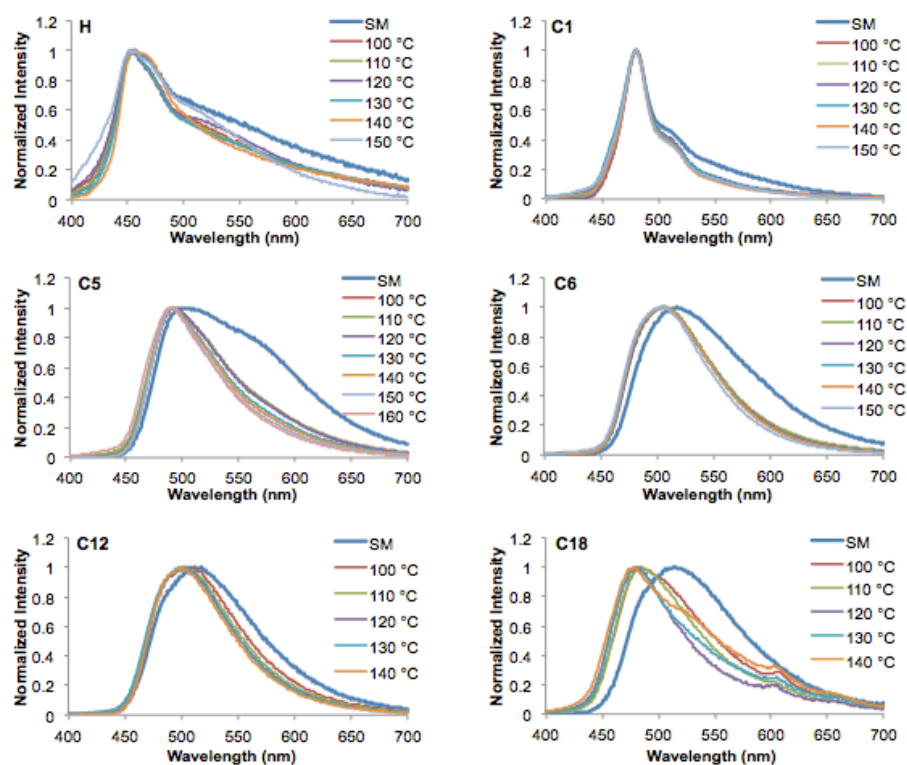 H
Normalized Intensity
1.2
1
0.8
0.6
0.4
0.2
0
400 450 500 550 600 650 700
Wavelength (nm)
SM
100 °C
110 °C
120 °C
130 °C
140 °C
150 °C
C1
Normalized Intensity
1.2
1
0.8
0.6
0.4
0.2
0
400 450 500 550 600 650 700
Wavelength (nm)
SM
100 °C
110 °C
120 °C
130 °C
140 °C
150 °C
C5
Normalized Intensity
1.2
1
0.8
0.6
0.4
0.2
0
400 450 500 550 600 650 700
Wavelength (nm)
SM
100 °C
110 °C
120 °C
130 °C
140 °C
150 °C
160 °C
C6
Normalized Intensity
1.2
1
0.8
0.6
0.4
0.2
0
400 450 500 550 600 650 700
Wavelength (nm)
SM
100 °C
110 °C
120 °C
130 °C
140 °C
150 °C
C12
Normalized Intensity
1.2
1
0.8
0.6
0.4
0.2
0
400 450 500 550 600 650 700
Wavelength (nm)
SM
100 °C
110 °C
120 °C
130 °C
140 °C
C18
Normalized Intensity
1.2
1
0.8
0.6
0.4
0.2
0
400 450 500 550 600 650 700
Wavelength (nm)
SM
100 °C
110 °C
120 °C
130 °C
140 °C